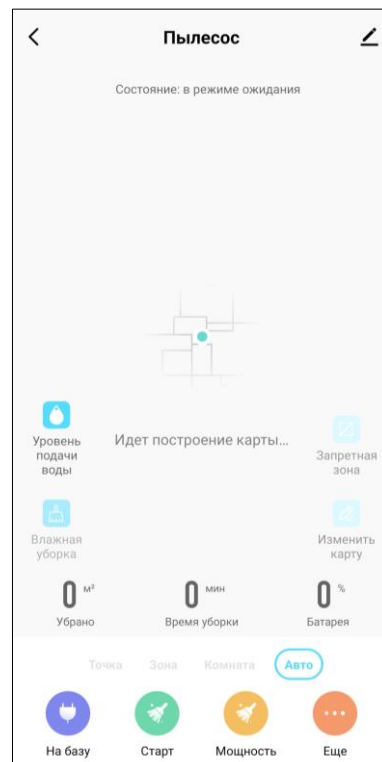 Пылесос
Состояние: в режиме ожидания
Уровень
подачи
воды
Идет построение карты...
Запретная
зона
Влажная
уборка
Изменить
карту
0 м²
0 мин
0 %
Убрано
Время уборки
Батарея
Точка
Зона
Комната
Авто
На базу
Старт
Мощность
Еще